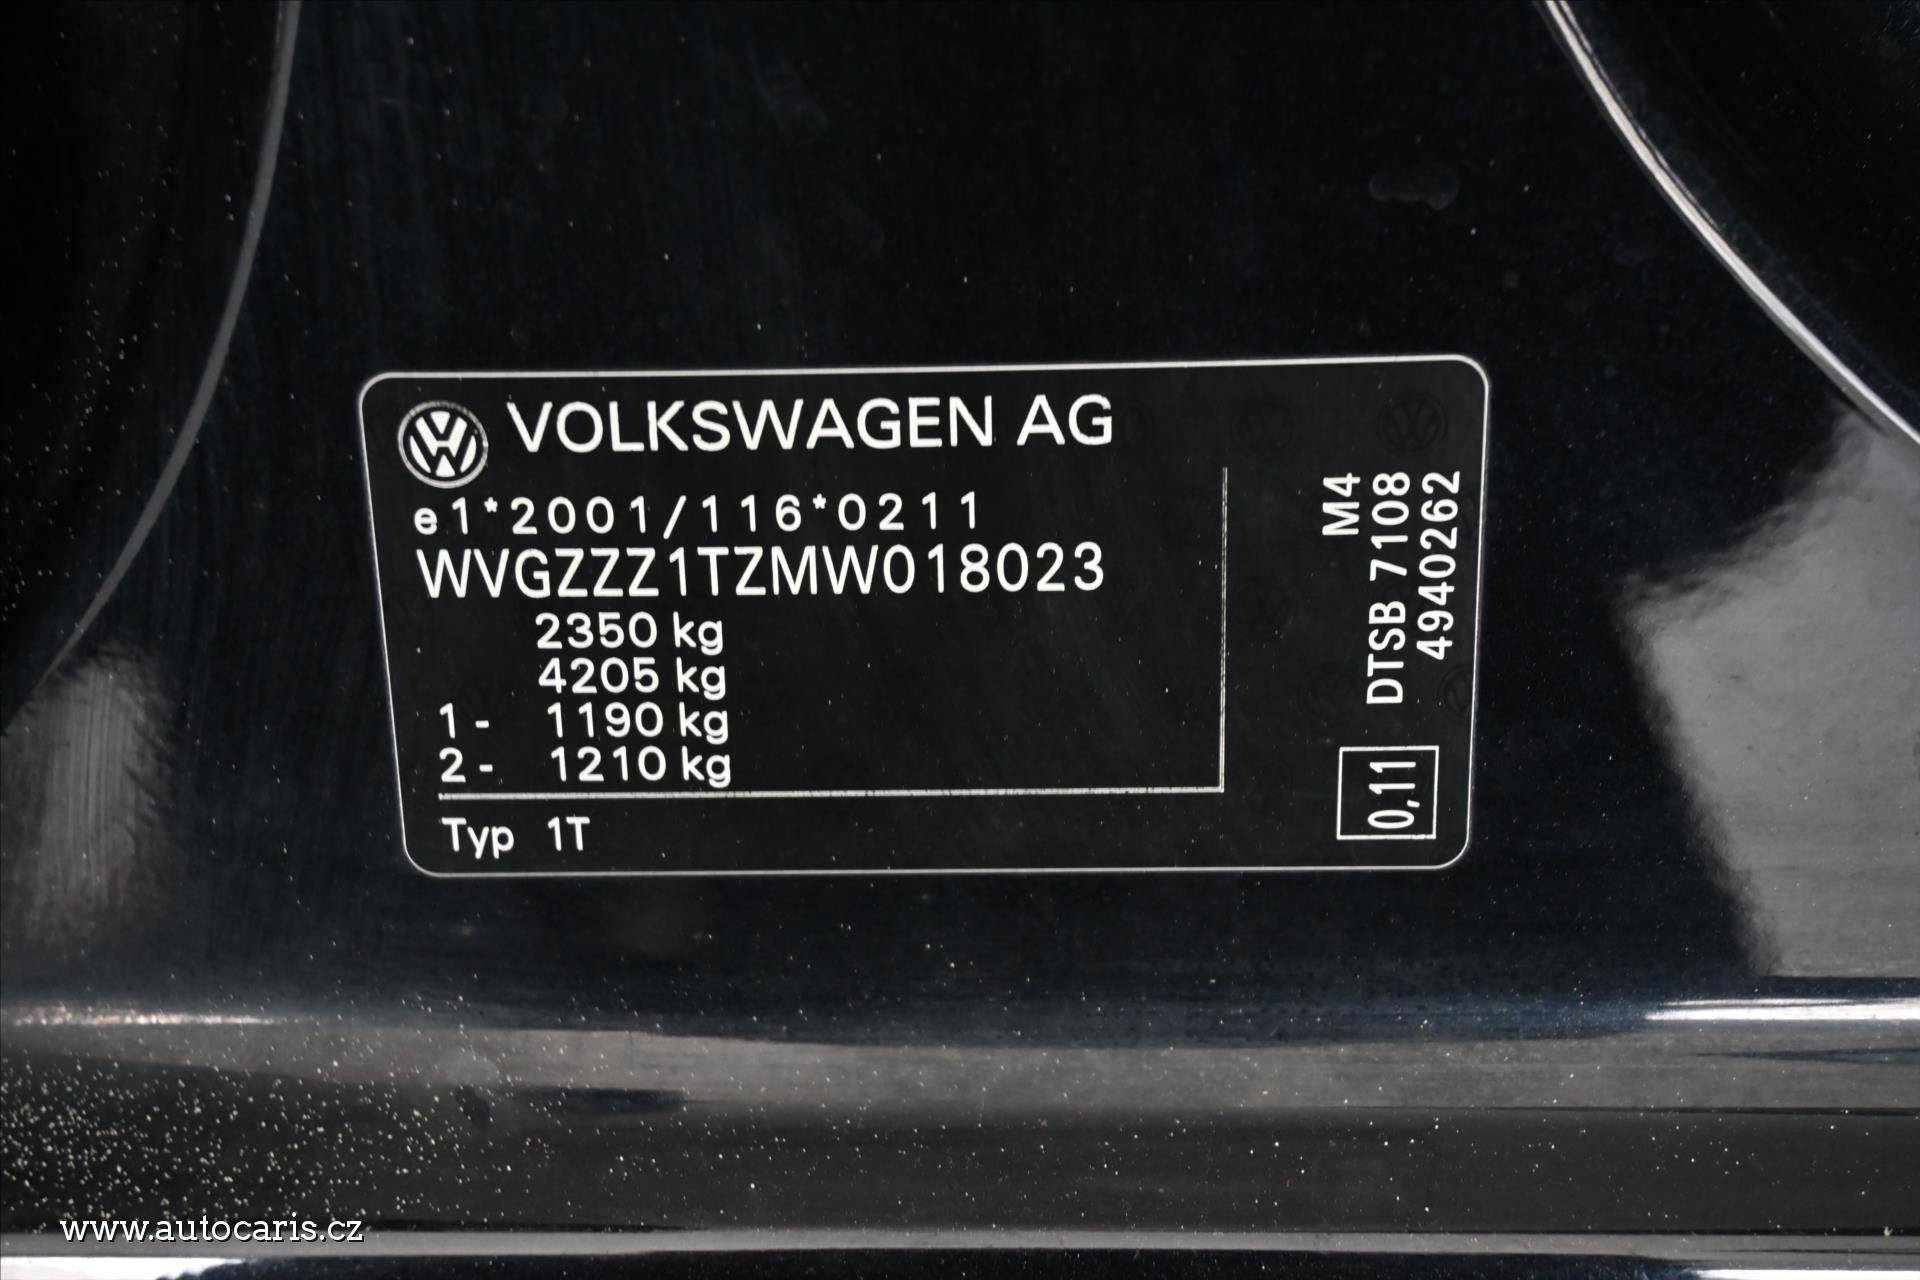 VOLKSWAGEN AG
e1*2001/116*0211
WVGZZZ1TZMW018023
2350 kg
4205 kg
1- 1190 kg
2- 1210 kg
Typ 1T
M4
DTSB 7108
4940262
0,11
www.autocaris.cz